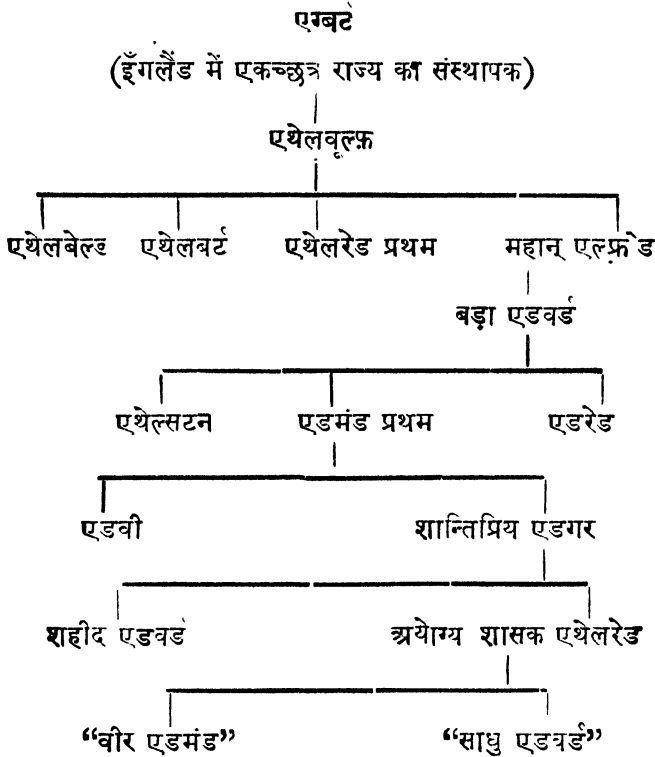 एग्बर्ट
(इँगलैंड में एकच्छत्र राज्य का संस्थापक)
एथेलवूल्फ़
एथेलबेल्ड एथेलबर्ट एथेलरेड प्रथम महान् एल्फ़्रेड
बड़ा एडवर्ड
एथेल्सटन एडमंड प्रथम एडरेड
एडवी शान्तिप्रिय एडगर
शहीद एडवर्ड अयोग्य शासक एथेलरेड
“वीर एडमंड” “साधु एडवर्ड”